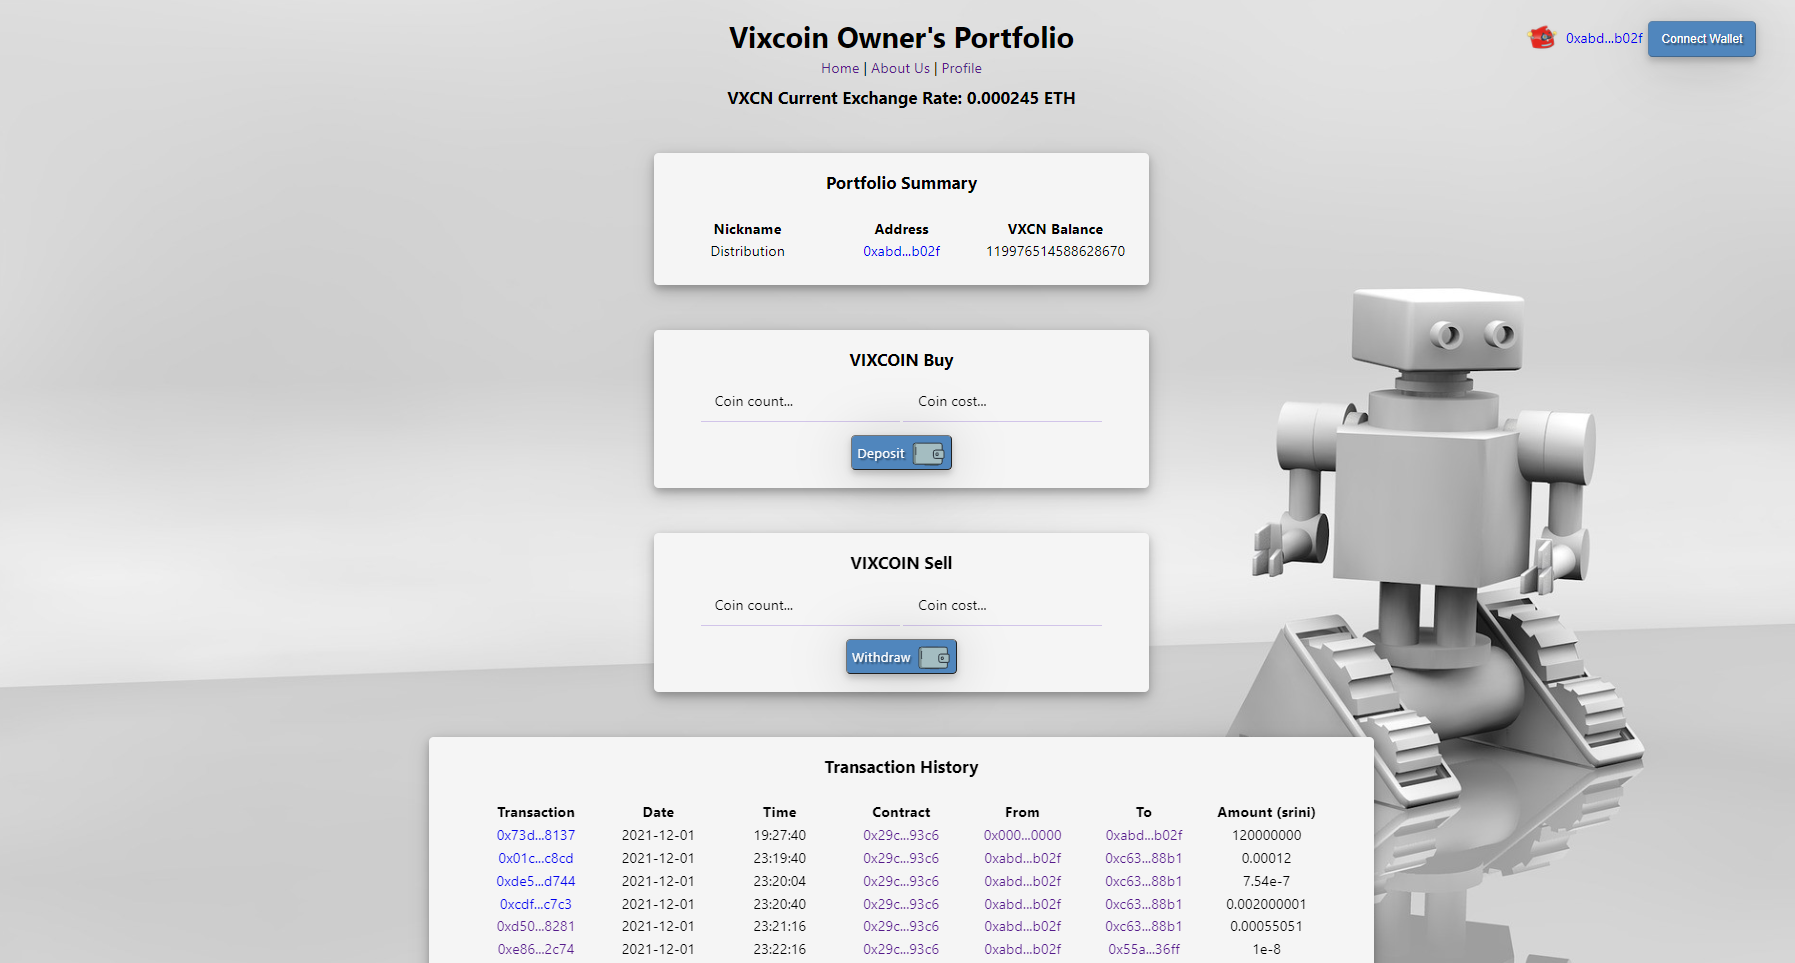 Vixcoin Owner's Portfolio
0xabd...b02f Connect Wallet
Home | About Us | Profile
VXCN Current Exchange Rate: 0.000245 ETH
Portfolio Summary
Nickname Address VXCN Balance
Distribution 0xabd...b02f 119976514588628670
VIXCOIN Buy
Coin count... Coin cost...
Deposit
VIXCOIN Sell
Coin count... Coin cost...
Withdraw
Transaction History
Transaction Date Time Contract From To Amount (srini)
0x73d...8137 2021-12-01 19:27:40 0x29c...93c6 0x000...0000 0xabd...b02f 120000000
0x01c...c8cd 2021-12-01 23:19:40 0x29c...93c6 0xabd...b02f 0xc63...88b1 0.00012
0xde5...d744 2021-12-01 23:20:04 0x29c...93c6 0xabd...b02f 0xc63...88b1 7.54e-7
0xcdf...c7c3 2021-12-01 23:20:40 0x29c...93c6 0xabd...b02f 0xc63...88b1 0.002000001
0xd50...8281 2021-12-01 23:21:16 0x29c...93c6 0xabd...b02f 0xc63...88b1 0.00055051
0xe86...2c74 2021-12-01 23:22:16 0x29c...93c6 0xabd...b02f 0x55a...36ff 1e-8